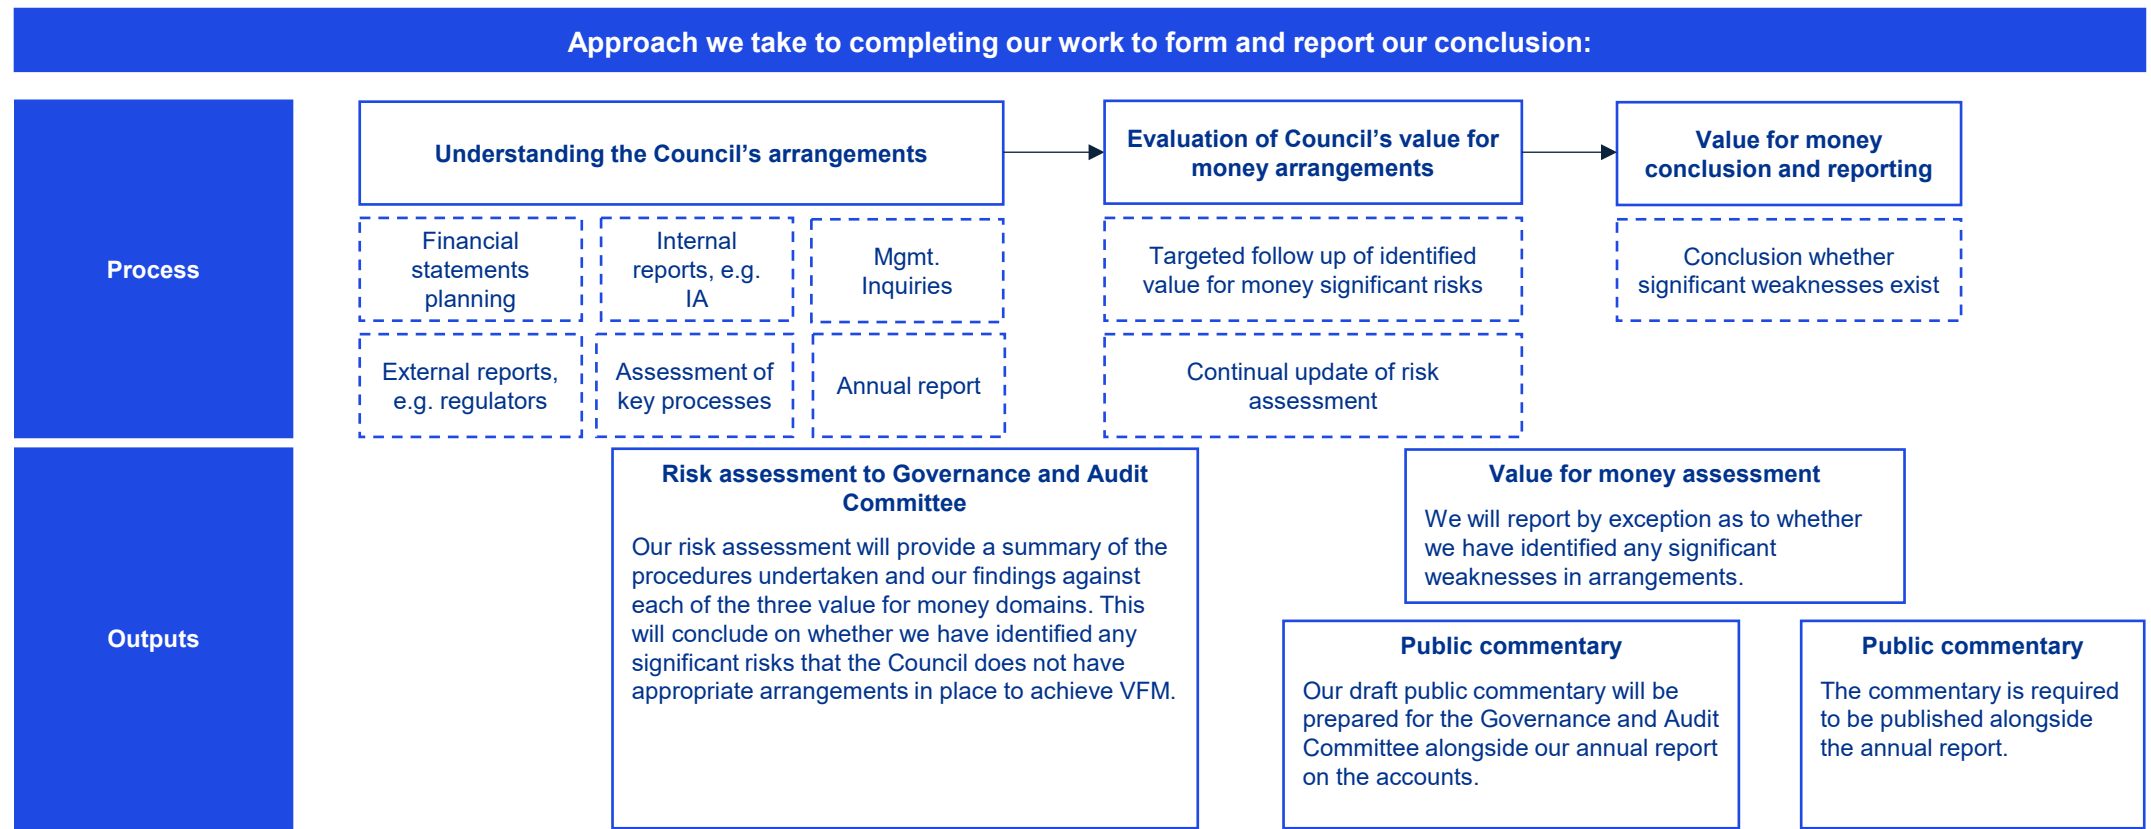 Approach we take to completing our work to form and report our conclusion:
Process
Understanding the Council’s arrangements
Evaluation of Council’s value for
money arrangements
Value for money
conclusion and reporting
Financial
statements
planning
Internal
reports, e.g.
IA
Mgmt.
Inquiries
Targeted follow up of identified
value for money significant risks
Conclusion whether
significant weaknesses exist
External reports,
e.g. regulators
Assessment of
key processes
Annual report
Continual update of risk
assessment
Outputs
Risk assessment to Governance and Audit
Committee
Our risk assessment will provide a summary of the
procedures undertaken and our findings against
each of the three value for money domains. This
will conclude on whether we have identified any
significant risks that the Council does not have
appropriate arrangements in place to achieve VFM.
Value for money assessment
We will report by exception as to whether
we have identified any significant
weaknesses in arrangements.
Public commentary
Our draft public commentary will be
prepared for the Governance and Audit
Committee alongside our annual report
on the accounts.
Public commentary
The commentary is required
to be published alongside
the annual report.